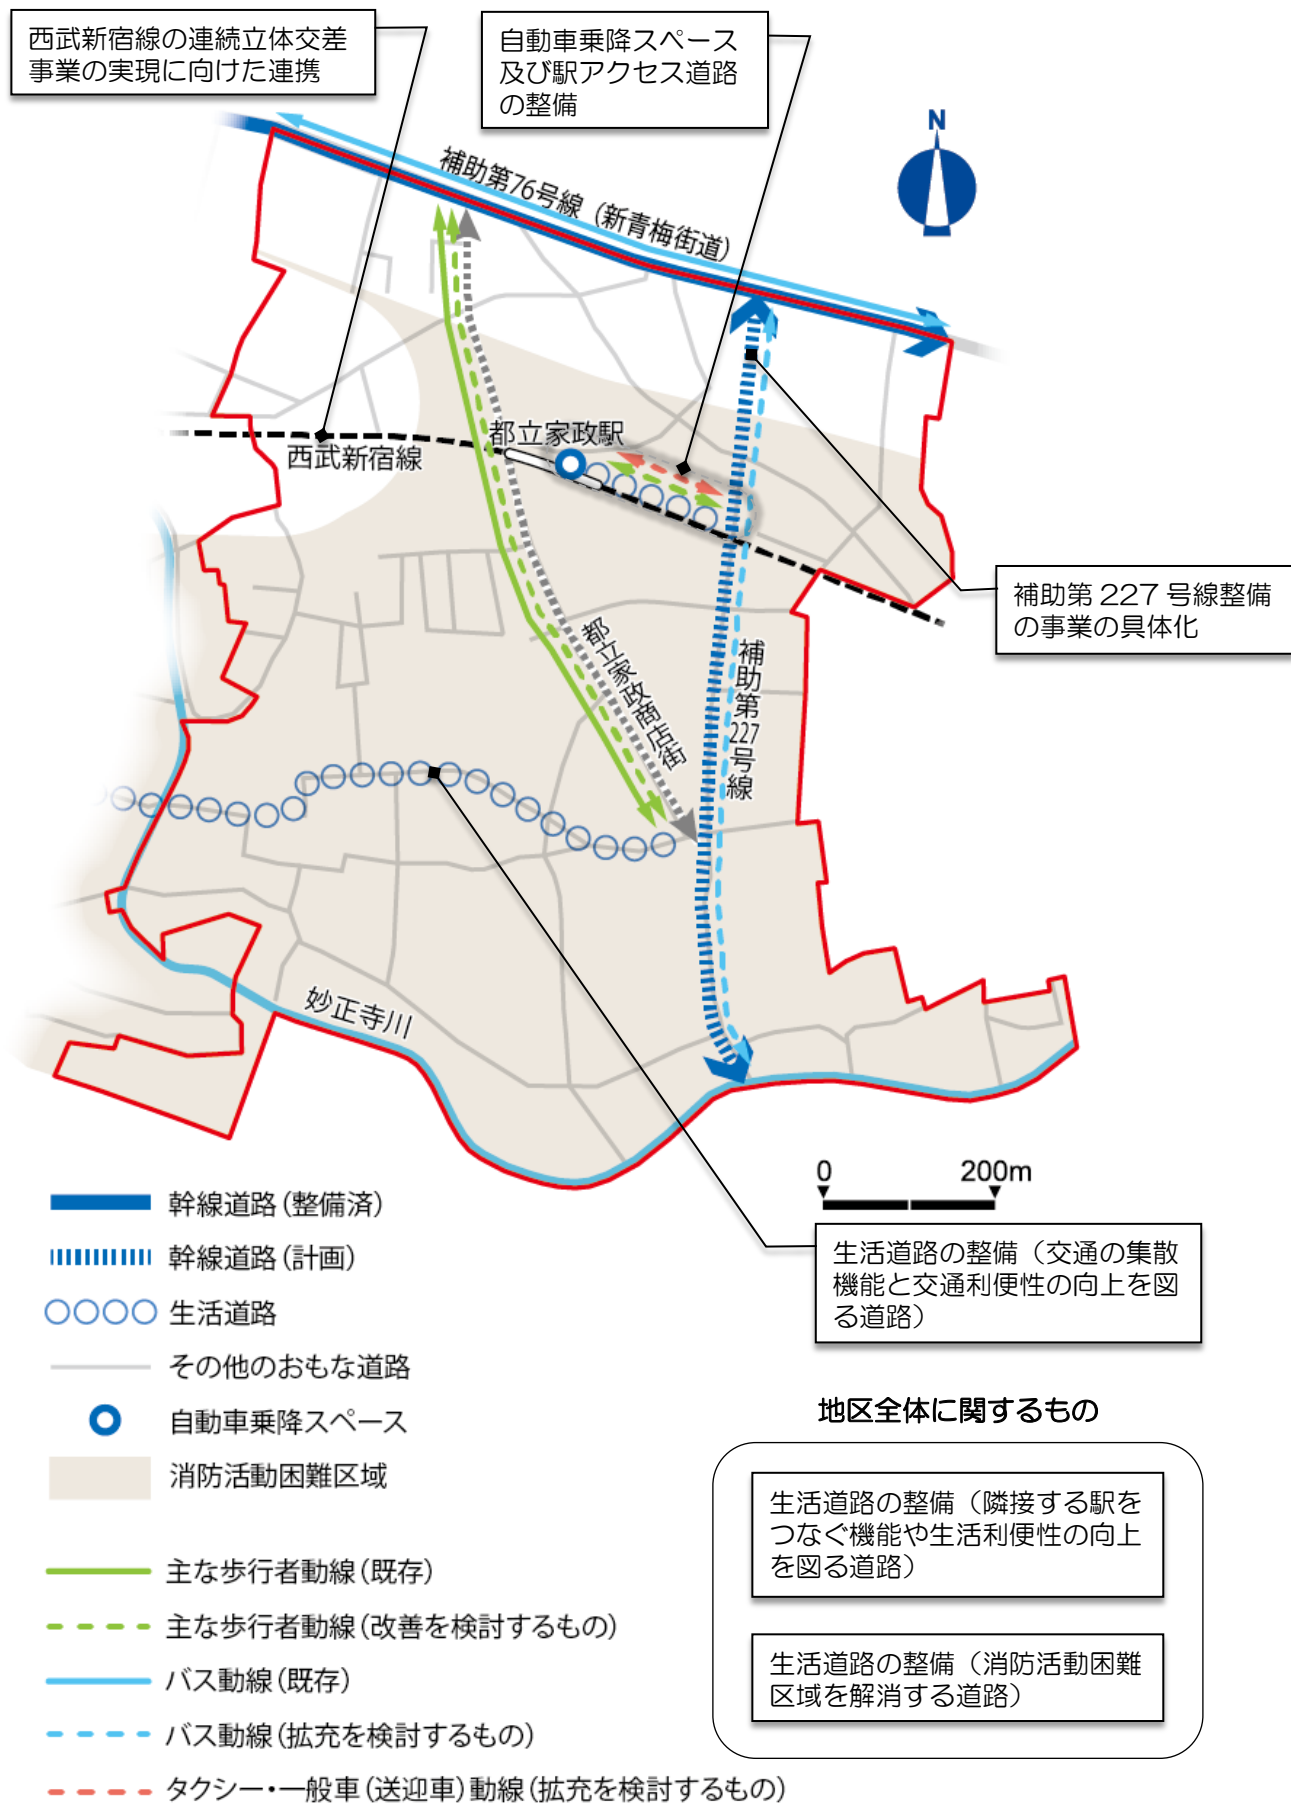 西武新宿線の連続立体交差
事業の実現に向けた連携
自動車乗降スペース
及び駅アクセス道路
の整備
N
補助第76号線（新青梅街道）
都立家政駅
西武新宿線
補助第227号線整備
の事業の具体化
都立家政商店街
補助第227号線
妙正寺川
0 200m
幹線道路（整備済）
幹線道路（計画）
生活道路
その他のおもな道路
自動車乗降スペース
消防活動困難区域
主な歩行者動線（既存）
主な歩行者動線（改善を検討するもの）
バス動線（既存）
バス動線（拡充を検討するもの）
タクシー・一般車（送迎車）動線（拡充を検討するもの）
生活道路の整備（交通の集散
機能と交通利便性の向上を図
る道路）
地区全体に関するもの
生活道路の整備（隣接する駅を
つなぐ機能や生活利便性の向上
を図る道路）
生活道路の整備（消防活動困難
区域を解消する道路）